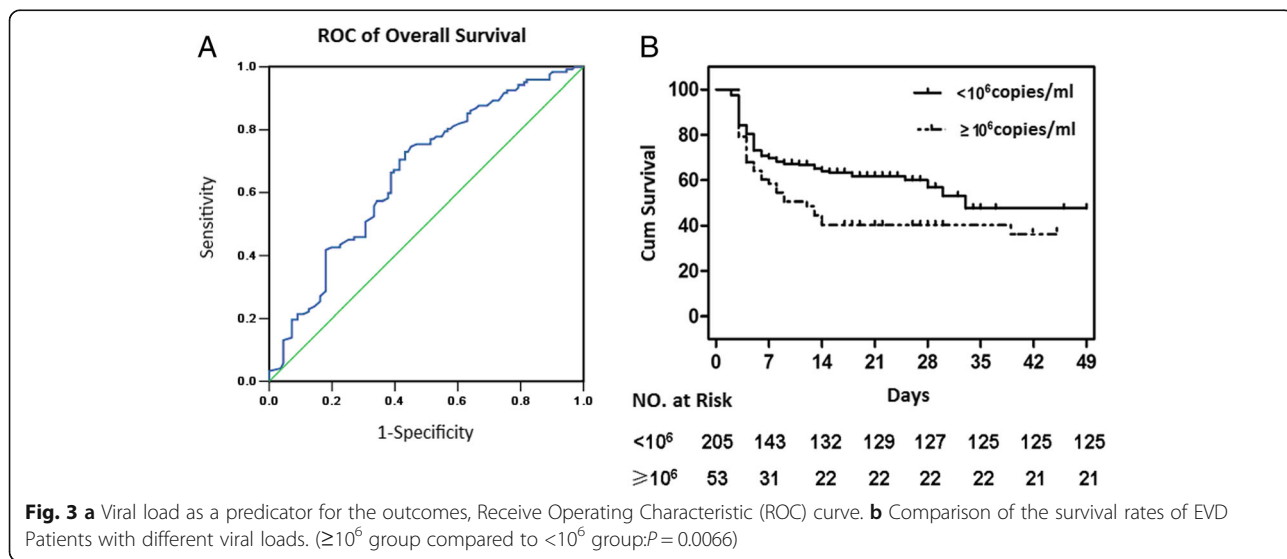 A
ROC of Overall Survival
Sensitivity
1.0
0.8
0.6
0.4
0.2
0.0
0.0 0.2 0.4 0.6 0.8 1.0
1-Specificity
B
Cum Survival
100
80
60
40
20
0
<10⁶copies/ml
≥10⁶copies/ml
0 7 14 21 28 35 42 49
Days
NO. at Risk
<10⁶ 205 143 132 129 127 125 125 125
≥10⁶ 53 31 22 22 22 22 21 21
Fig. 3 a Viral load as a predicator for the outcomes, Receive Operating Characteristic (ROC) curve. b Comparison of the survival rates of EVD
Patients with different viral loads. (≥10⁶ group compared to <10⁶ group:P = 0.0066)